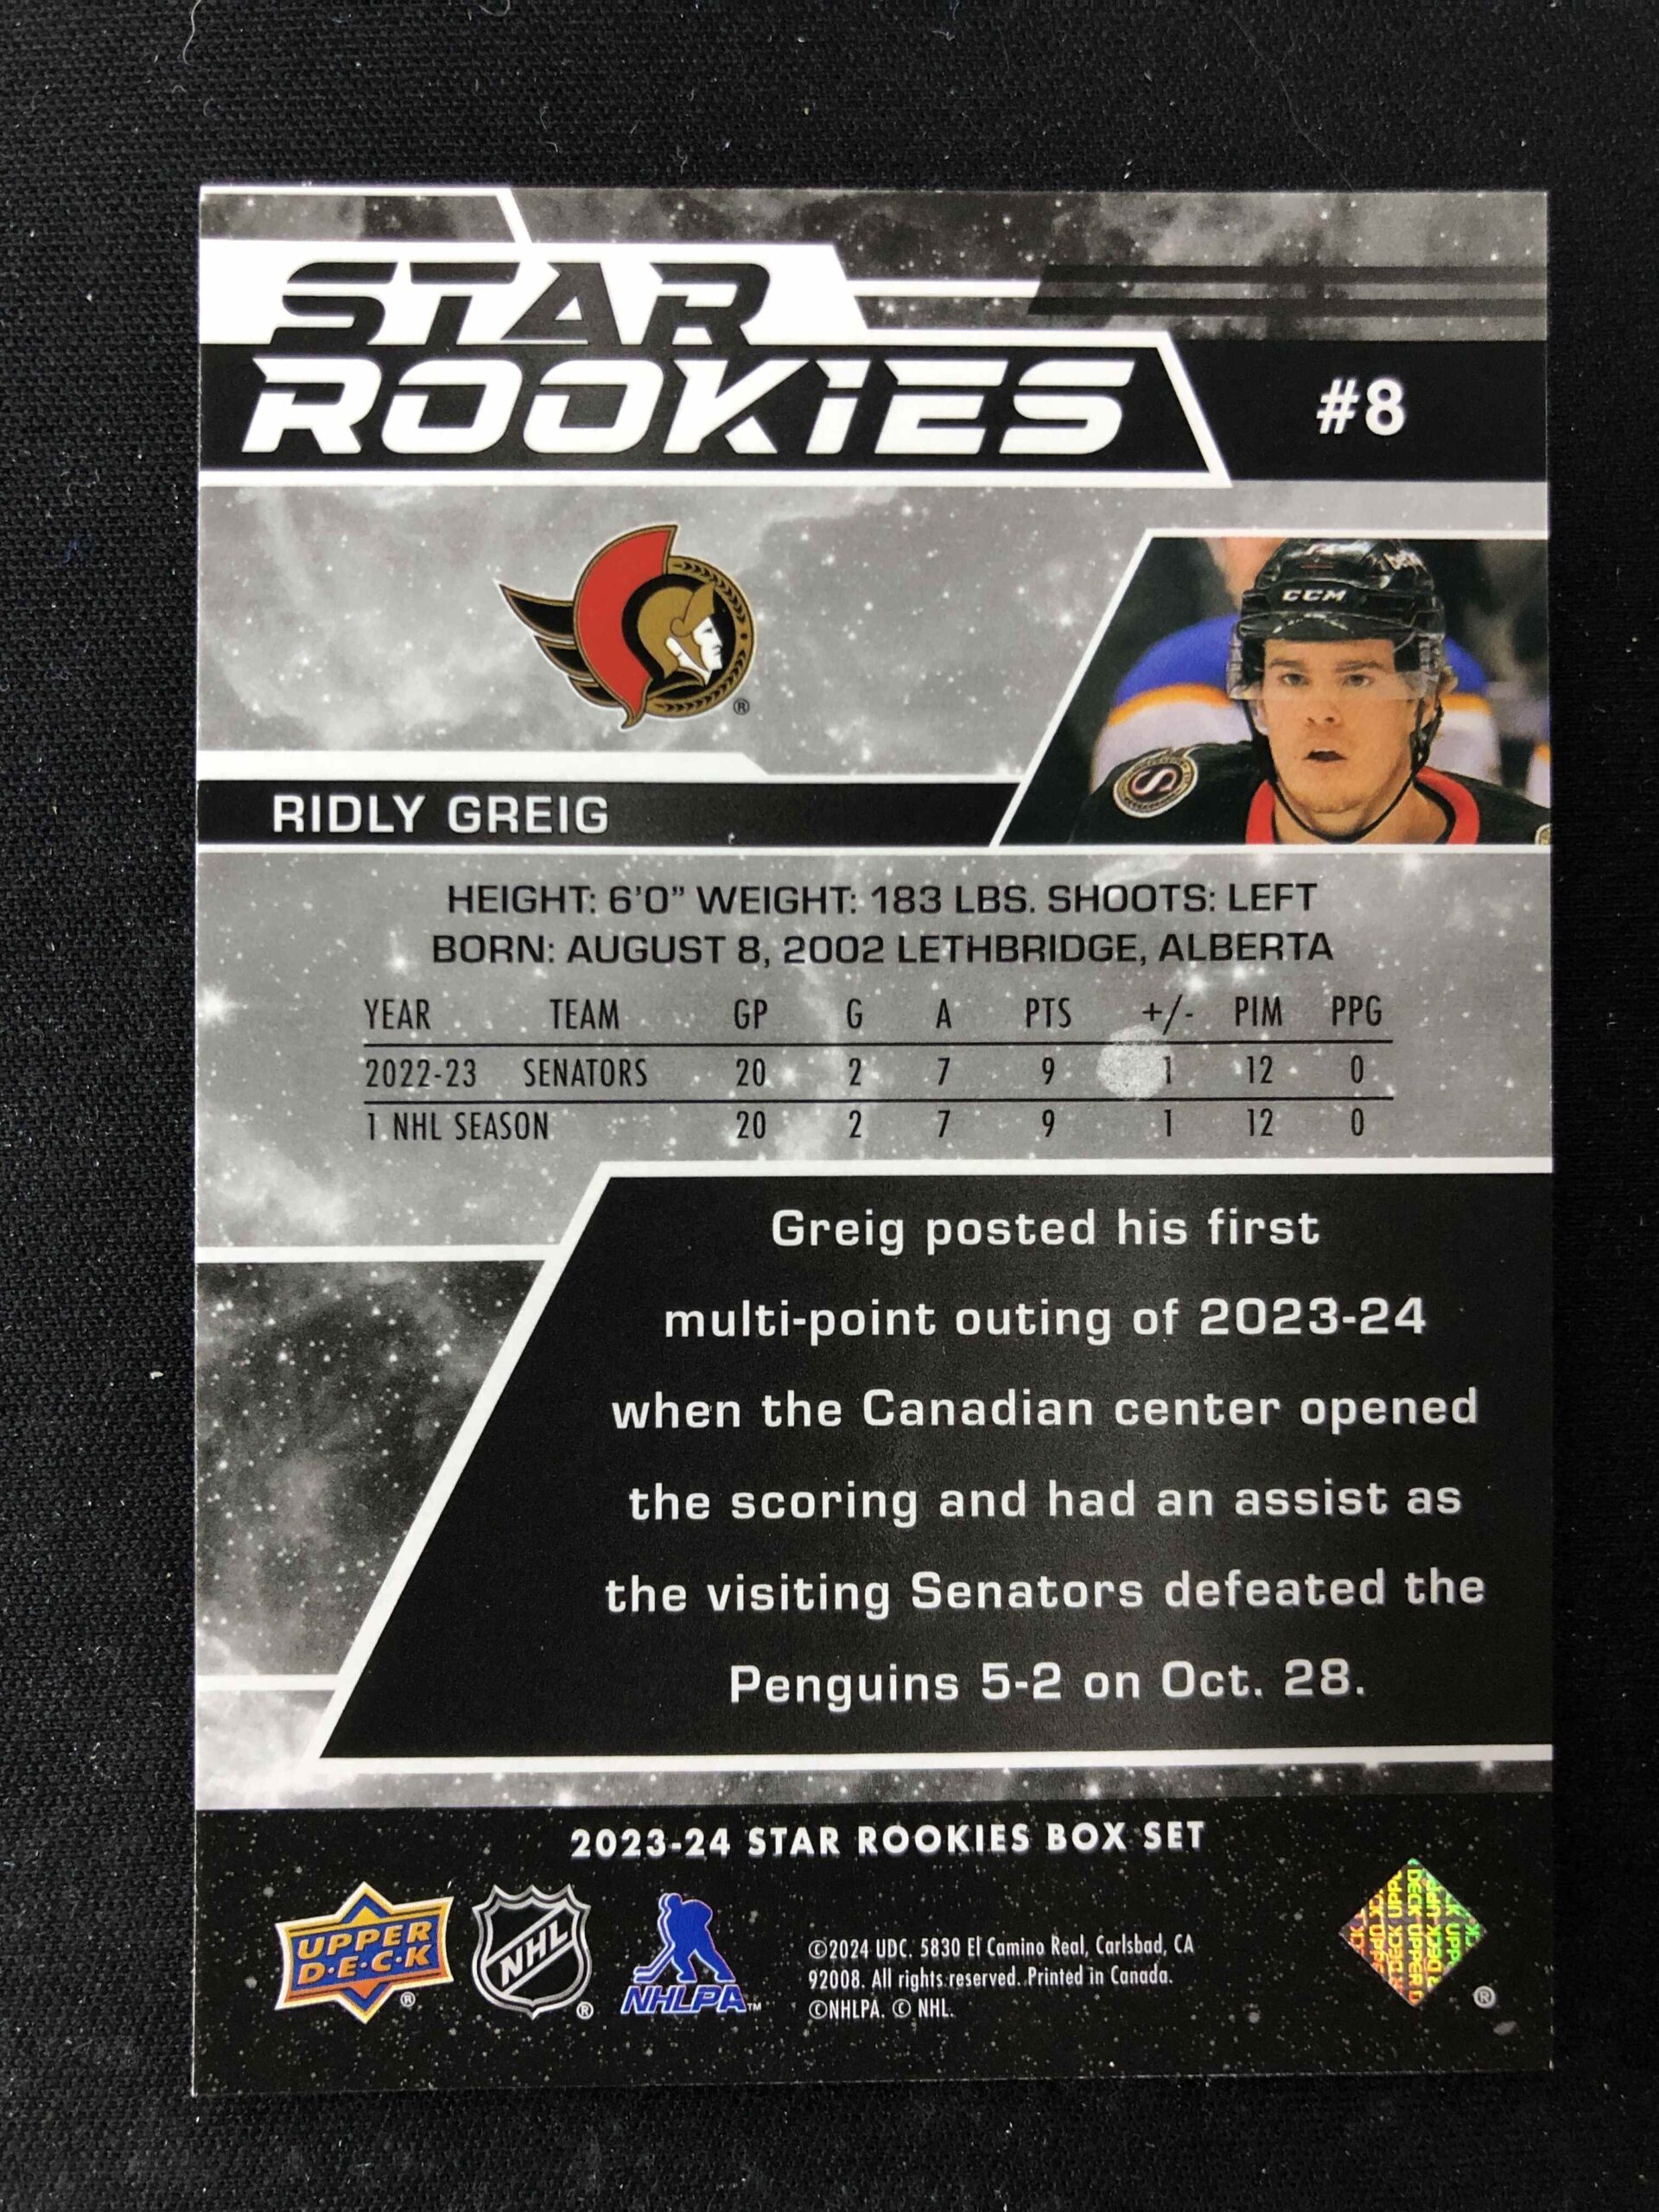 STAR
ROOKIES
#8
CCM
®
RIDLY GREIG
HEIGHT: 6'0" WEIGHT: 183 LBS. SHOOTS: LEFT
BORN: AUGUST 8, 2002 LETHBRIDGE, ALBERTA
YEAR TEAM GP G A PTS +/- PIM PPG
2022-23 SENATORS 20 2 7 9 1 12 0
1 NHL SEASON 20 2 7 9 1 12 0
Greig posted his first
multi-point outing of 2023-24
when the Canadian center opened
the scoring and had an assist as
the visiting Senators defeated the
Penguins 5-2 on Oct. 28.
2023-24 STAR ROOKIES BOX SET
UPPER
D·E·C·K
®
NHL
®
NHLPA™
©2024 UDC. 5830 El Camino Real, Carlsbad, CA
92008. All rights reserved. Printed in Canada.
©NHLPA. © NHL.
UPPER DECK
®